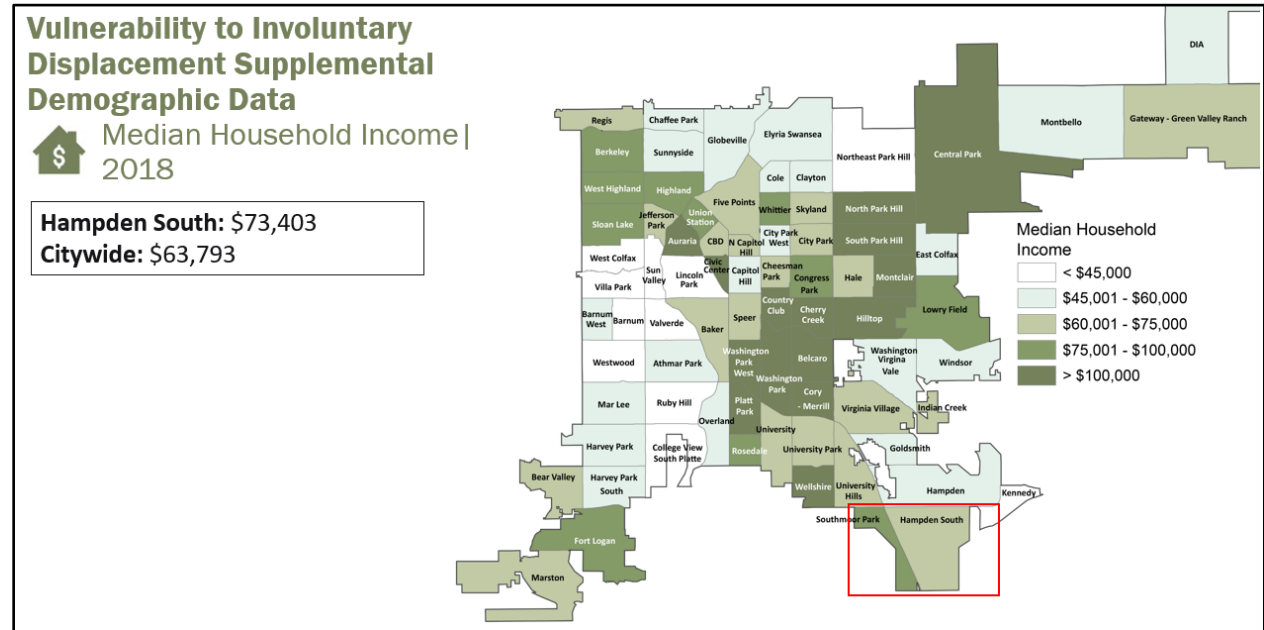 Vulnerability to Involuntary
Displacement Supplemental
Demographic Data
$
Median Household Income|
2018
Hampden South: $73,403
Citywide: $63,793
DIA
Regis
Chaffee Park
Globeville
Elyria Swansea
Montbello
Gateway - Green Valley Ranch
Berkeley
Sunnyside
Northeast Park Hill
Central Park
Cole
Clayton
West Highland
Highland
Five Points
Whittier
Skyland
North Park Hill
Sloan Lake
Jefferson
Park
Union
Station
Auraria
CBD
N Capitol
Hill
City Park
West
City Park
South Park Hill
East Colfax
West Colfax
Sun
Valley
Lincoln
Park
Civic
Center
Capitol
Hill
Cheesman
Park
Congress
Park
Hale
Montclair
Villa Park
Barnum
West
Barnum
Valverde
Baker
Speer
Country
Club
Cherry
Creek
Hilltop
Lowry Field
Westwood
Athmar Park
Washington
Park
West
Washington
Park
Belcaro
Washington
Virgina
Vale
Windsor
Mar Lee
Ruby Hill
Overland
Platt
Park
Cory
- Merrill
Virginia Village
Indian Creek
Harvey Park
College View
South Platte
Rosedale
University
University Park
Goldsmith
Bear Valley
Harvey Park
South
Wellshire
University
Hills
Hampden
Kennedy
Southmoor Park
Hampden South
Fort Logan
Marston
Median Household
Income
< $45,000
$45,001 - $60,000
$60,001 - $75,000
$75,001 - $100,000
> $100,000